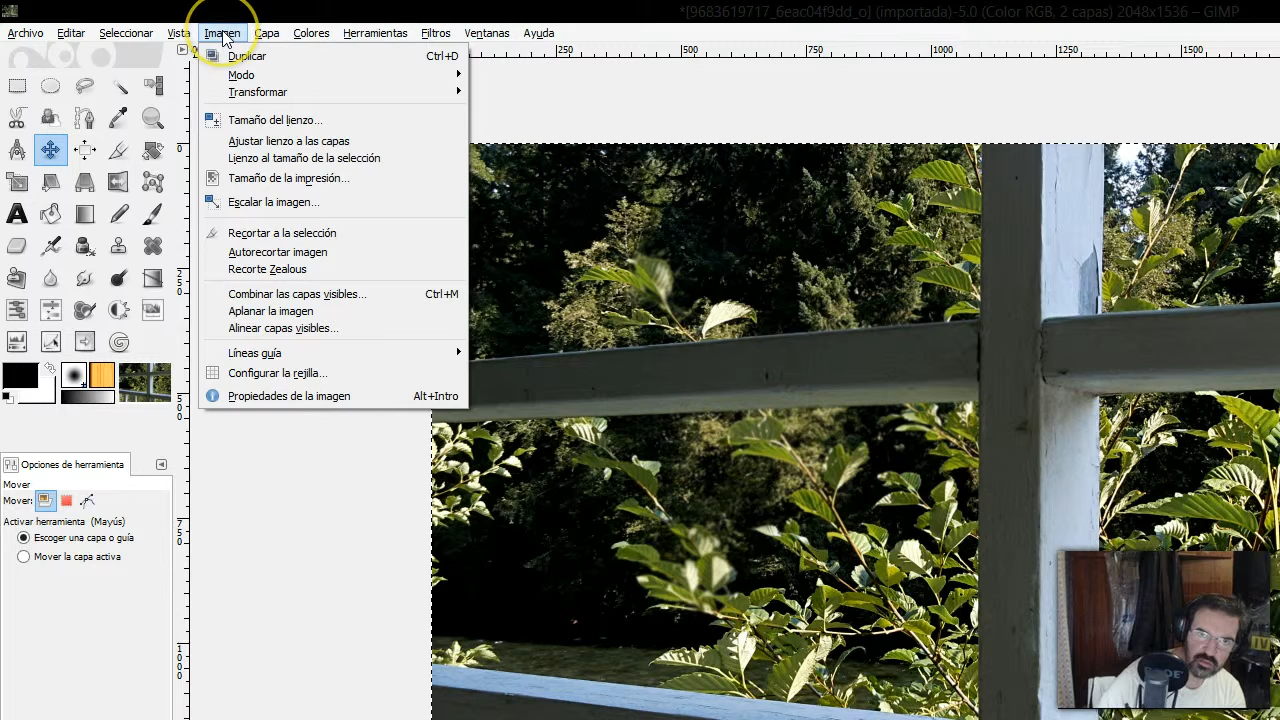 *[9683619717_6eac04f9dd_o] (importada)-5.0 (Color RGB, 2 capas) 2048x1536 – GIMP
Archivo Editar Seleccionar Vista Imagen Capa Colores Herramientas Filtros Ventanas Ayuda
250 500 750 1000 1250 1500
Duplicar Ctrl+D
Modo
Transformar
Tamaño del lienzo...
Ajustar lienzo a las capas
Lienzo al tamaño de la selección
Tamaño de la impresión...
Escalar la imagen...
Recortar a la selección
Autorecortar imagen
Recorte Zealous
Combinar las capas visibles... Ctrl+M
Aplanar la imagen
Alinear capas visibles...
Líneas guía
Configurar la rejilla...
Propiedades de la imagen Alt+Intro
0
250
500
750
1000
Opciones de herramienta
Mover
Mover:
Activar herramienta (Mayús)
Escoger una capa o guía
Mover la capa activa